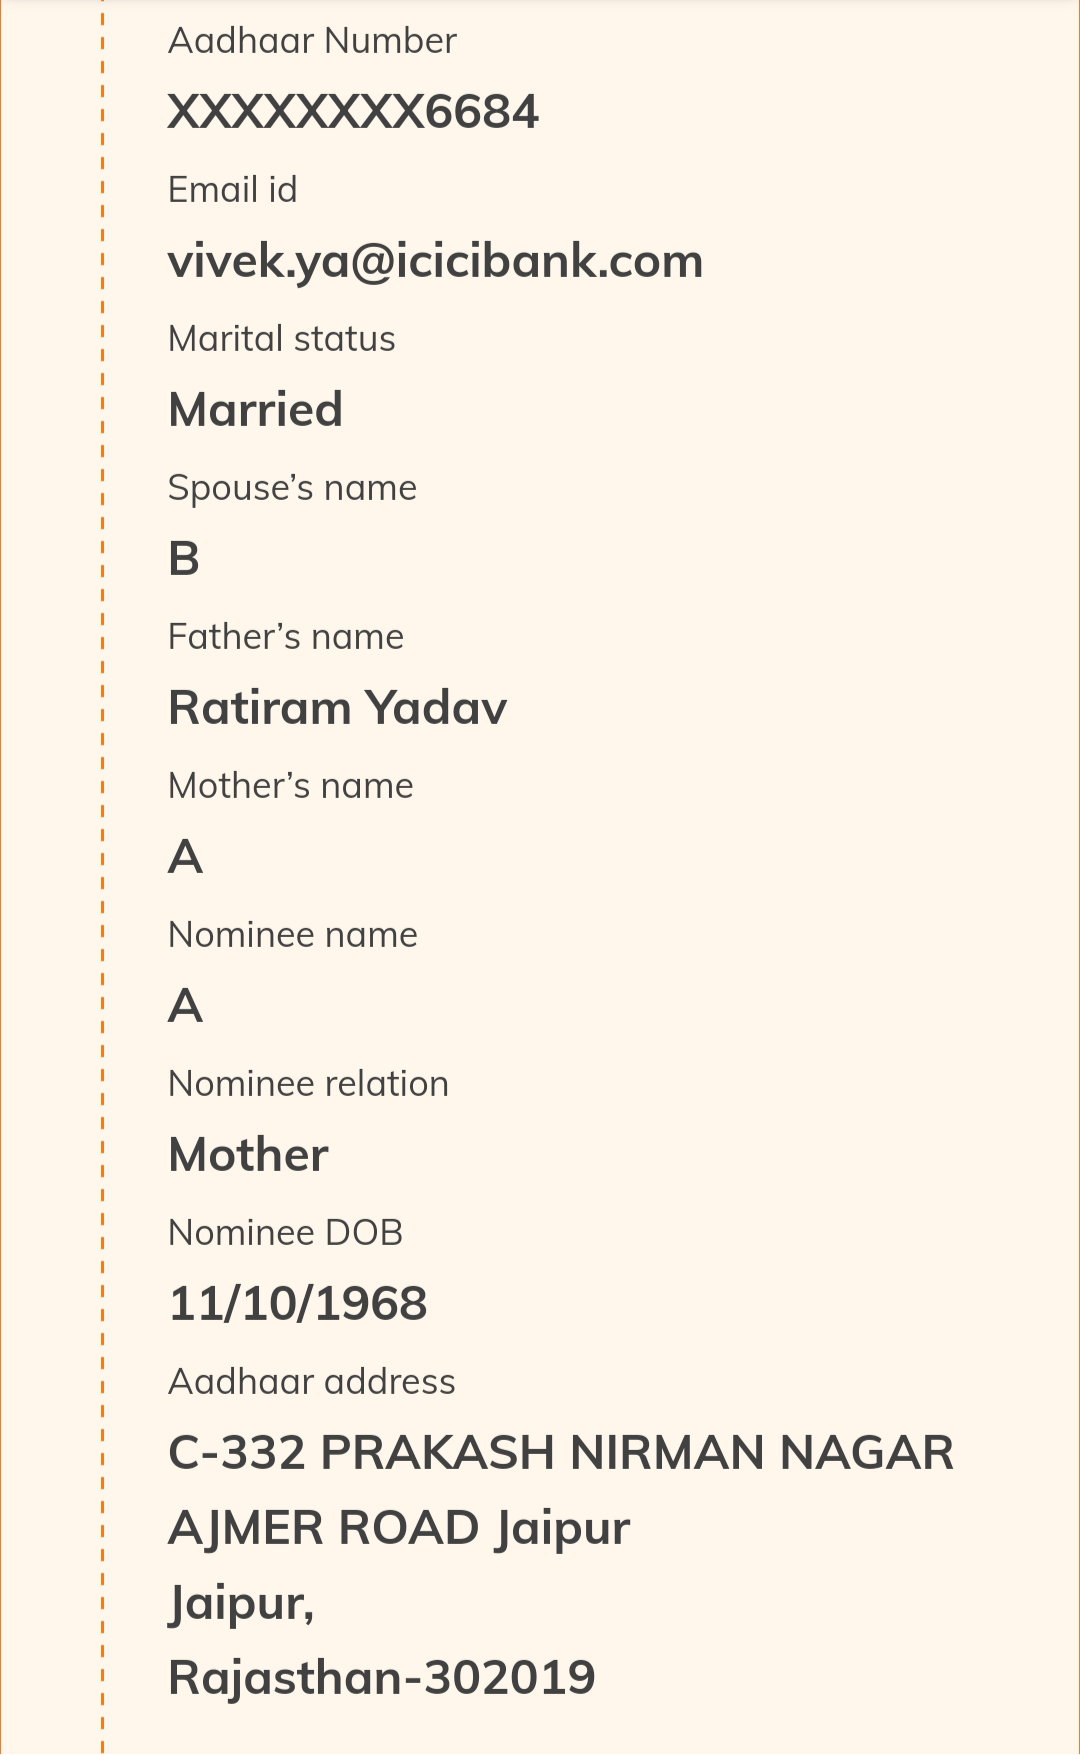 Aadhaar Number
XXXXXXXX6684
Email id
vivek.ya@icicibank.com
Marital status
Married
Spouse’s name
B
Father’s name
Ratiram Yadav
Mother’s name
A
Nominee name
A
Nominee relation
Mother
Nominee DOB
11/10/1968
Aadhaar address
C-332 PRAKASH NIRMAN NAGAR
AJMER ROAD Jaipur
Jaipur,
Rajasthan-302019